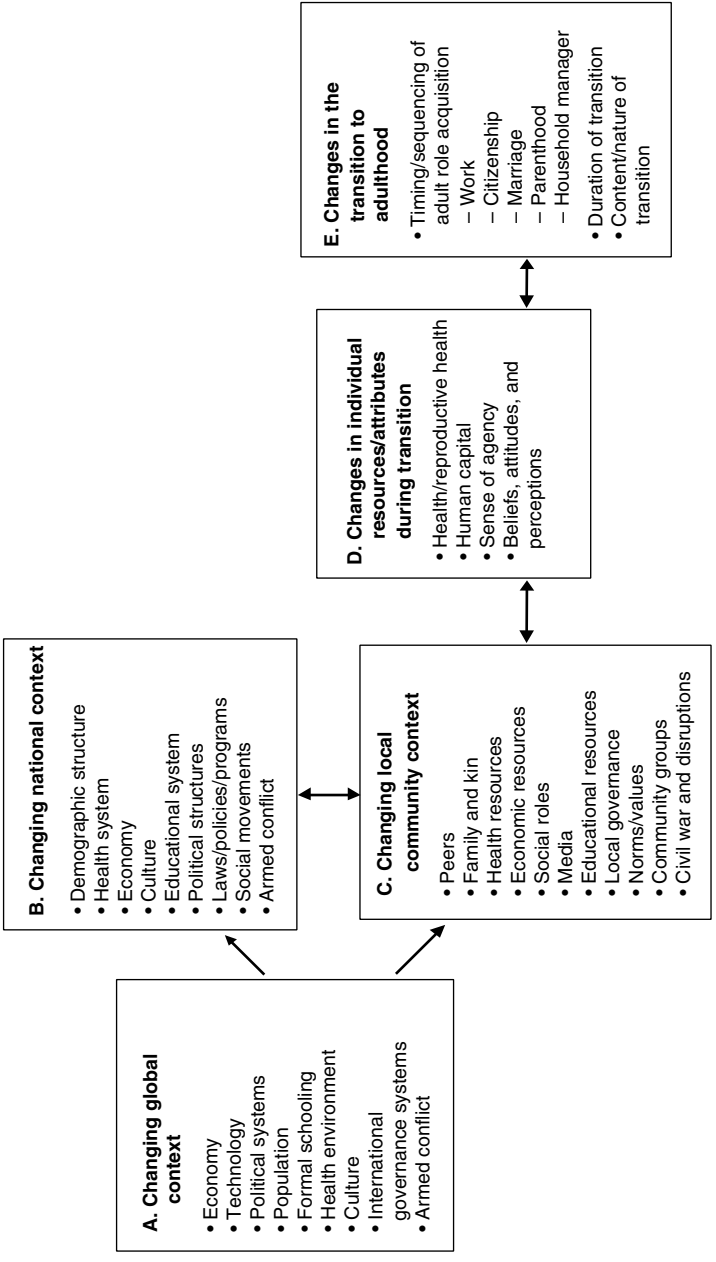 A. Changing global
context
• Economy
• Technology
• Political systems
• Population
• Formal schooling
• Health environment
• Culture
• International
governance systems
• Armed conflict
B. Changing national context
• Demographic structure
• Health system
• Economy
• Culture
• Educational system
• Political structures
• Laws/policies/programs
• Social movements
• Armed conflict
C. Changing local
community context
• Peers
• Family and kin
• Health resources
• Economic resources
• Social roles
• Media
• Educational resources
• Local governance
• Norms/values
• Community groups
• Civil war and disruptions
D. Changes in individual
resources/attributes
during transition
• Health/reproductive health
• Human capital
• Sense of agency
• Beliefs, attitudes, and
perceptions
E. Changes in the
transition to
adulthood
• Timing/sequencing of
adult role acquisition
– Work
– Citizenship
– Marriage
– Parenthood
– Household manager
• Duration of transition
• Content/nature of
transition